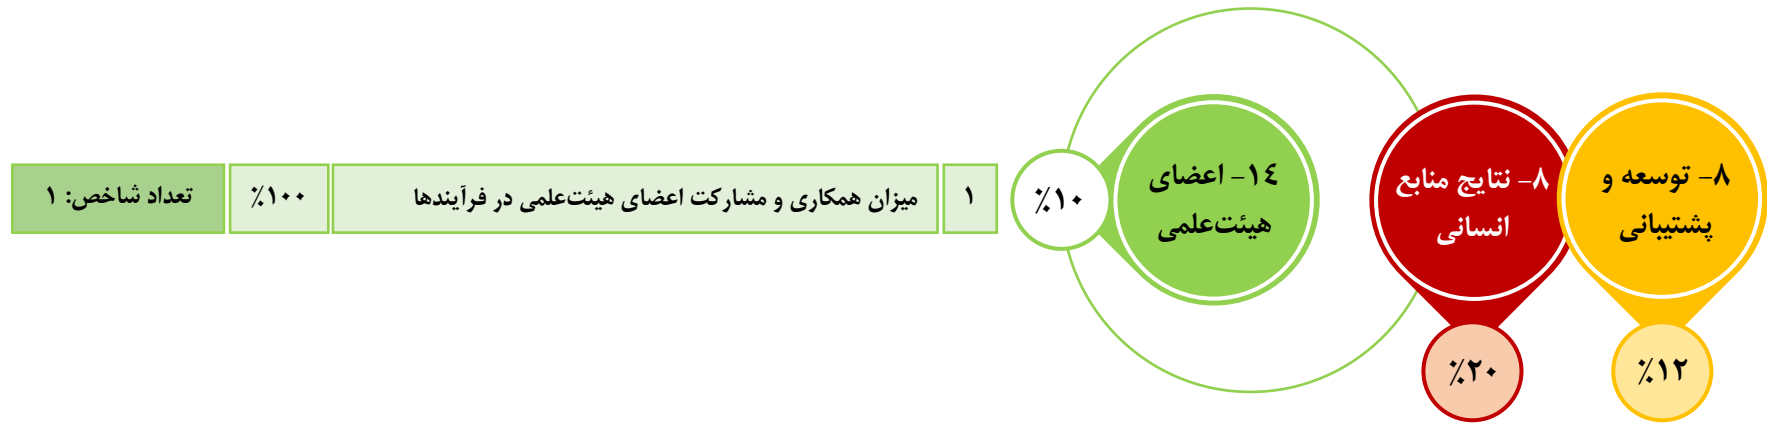 ۸- توسعه و
پشتیبانی
٪۱۲
۸- نتایج منابع
انسانی
٪۲۰
۱٤- اعضای
هیئت‌علمی
٪۱۰
۱
میزان همکاری و مشارکت اعضای هیئت‌علمی در فرآیندها
٪۱۰۰
تعداد شاخص: ۱